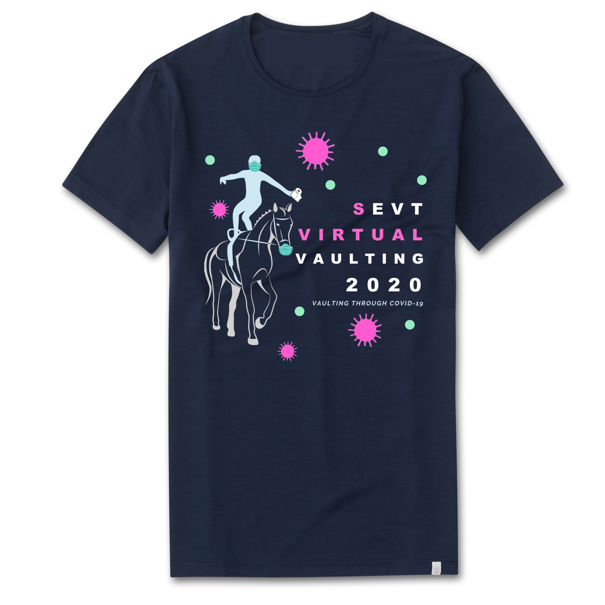 SEVT
VIRTUAL
VAULTING
2020
VAULTING THROUGH COVID-19